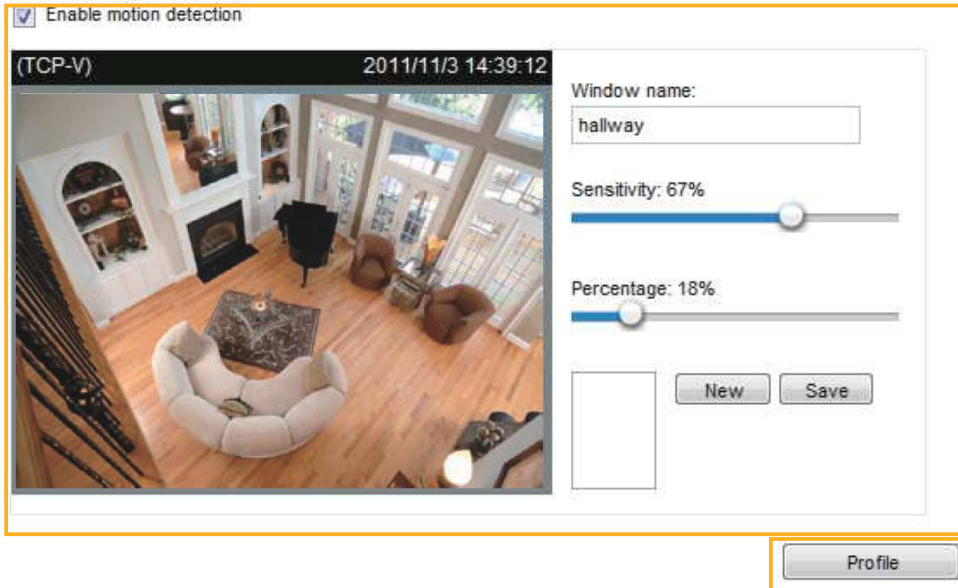 Enable motion detection
(TCP-V) 2011/11/3 14:39:12
Window name:
hallway
Sensitivity: 67%
Percentage: 18%
New Save
Profile